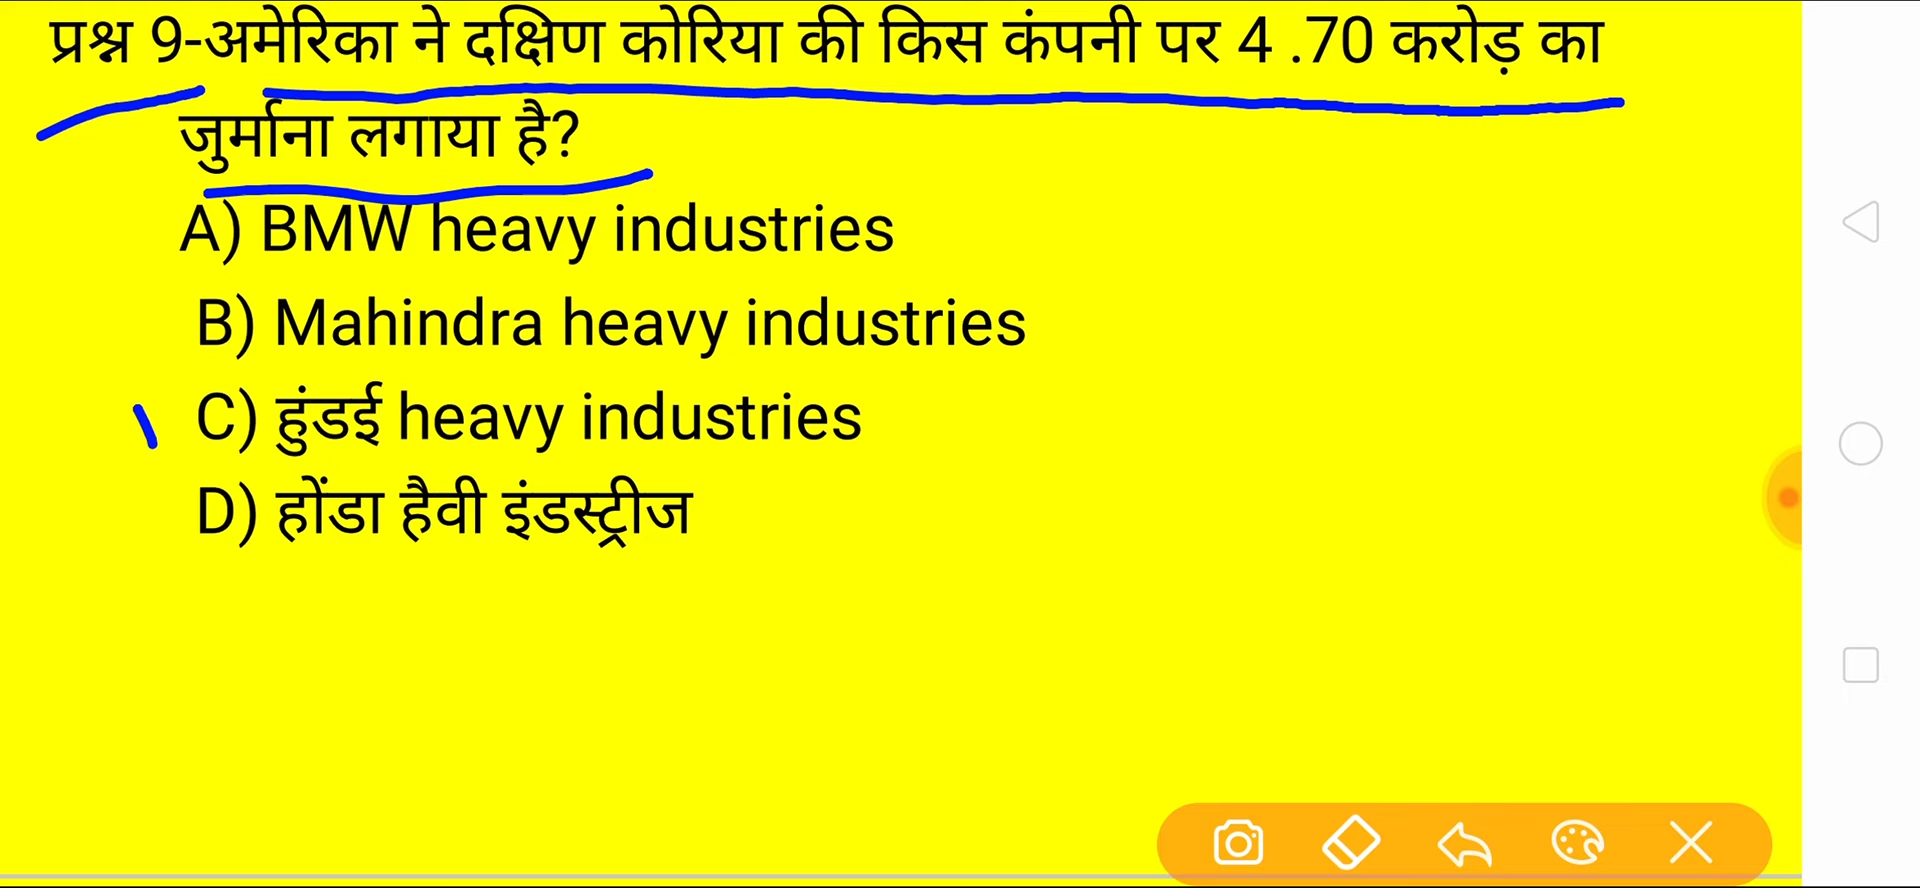 प्रश्न 9-अमेरिका ने दक्षिण कोरिया की किस कंपनी पर 4 .70 करोड़ का
जुर्माना लगाया है?
A) BMW heavy industries
B) Mahindra heavy industries
C) हुंडई heavy industries
D) होंडा हैवी इंडस्ट्रीज